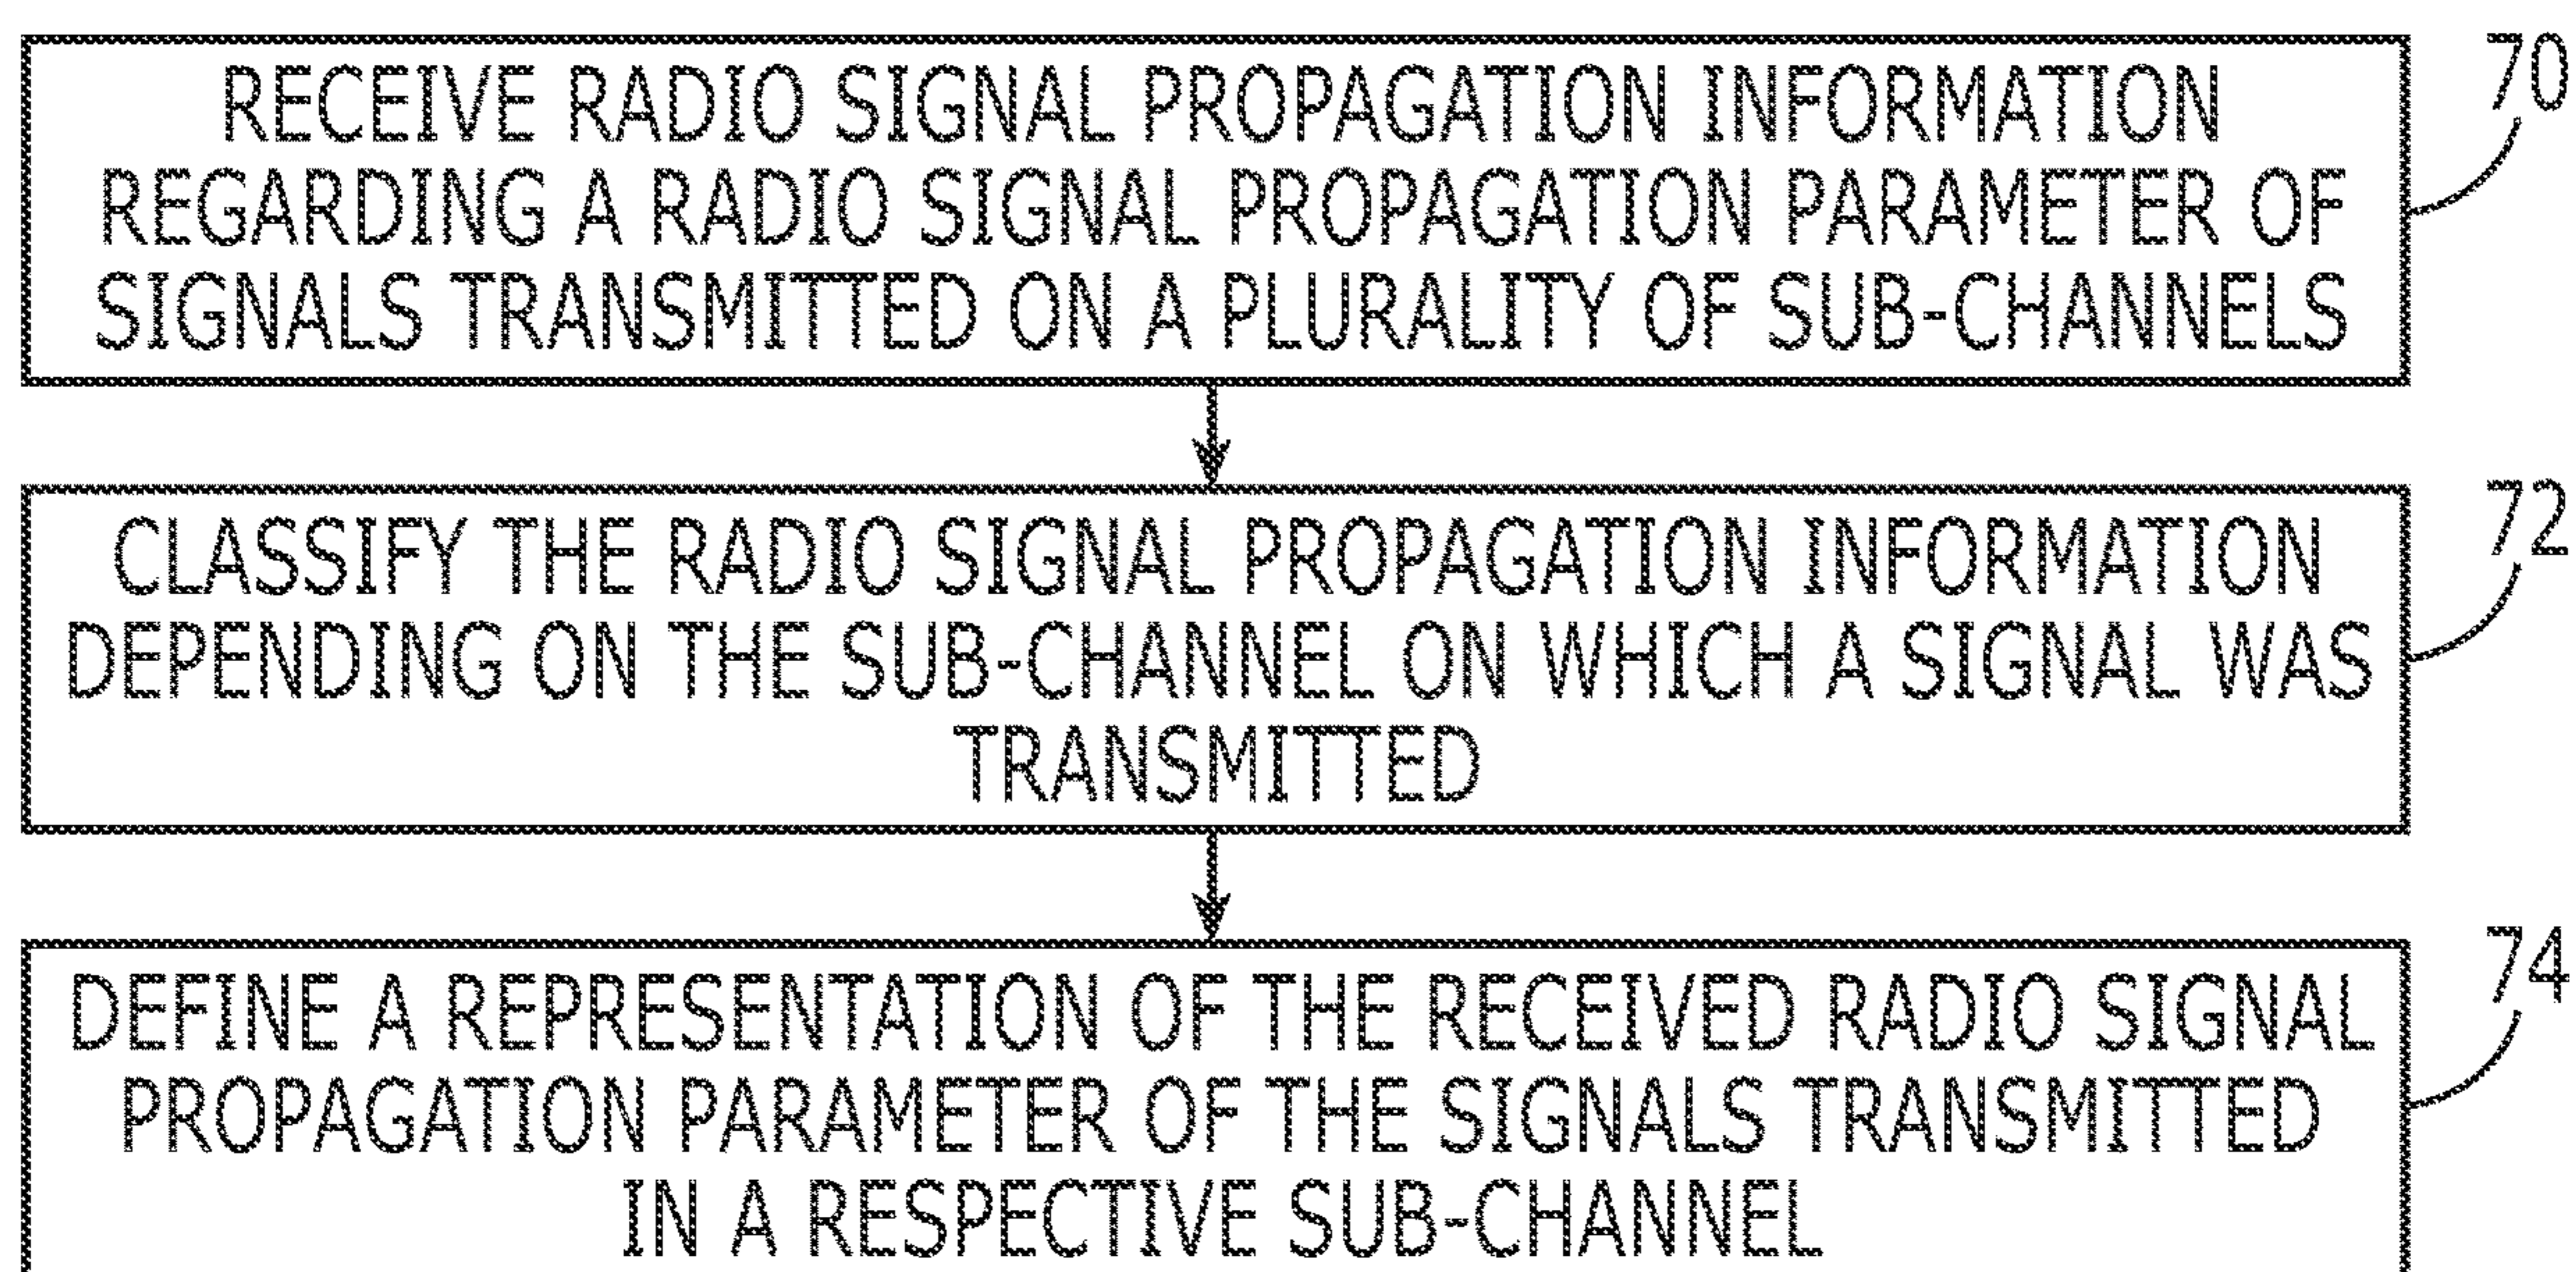 RECEIVE RADIO SIGNAL PROPAGATION INFORMATION
REGARDING A RADIO SIGNAL PROPAGATION PARAMETER OF
SIGNALS TRANSMITTED ON A PLURALITY OF SUB-CHANNELS
70
CLASSIFY THE RADIO SIGNAL PROPAGATION INFORMATION
DEPENDING ON THE SUB-CHANNEL ON WHICH A SIGNAL WAS
TRANSMITTED
72
DEFINE A REPRESENTATION OF THE RECEIVED RADIO SIGNAL
PROPAGATION PARAMETER OF THE SIGNALS TRANSMITTED
IN A RESPECTIVE SUB-CHANNEL
74